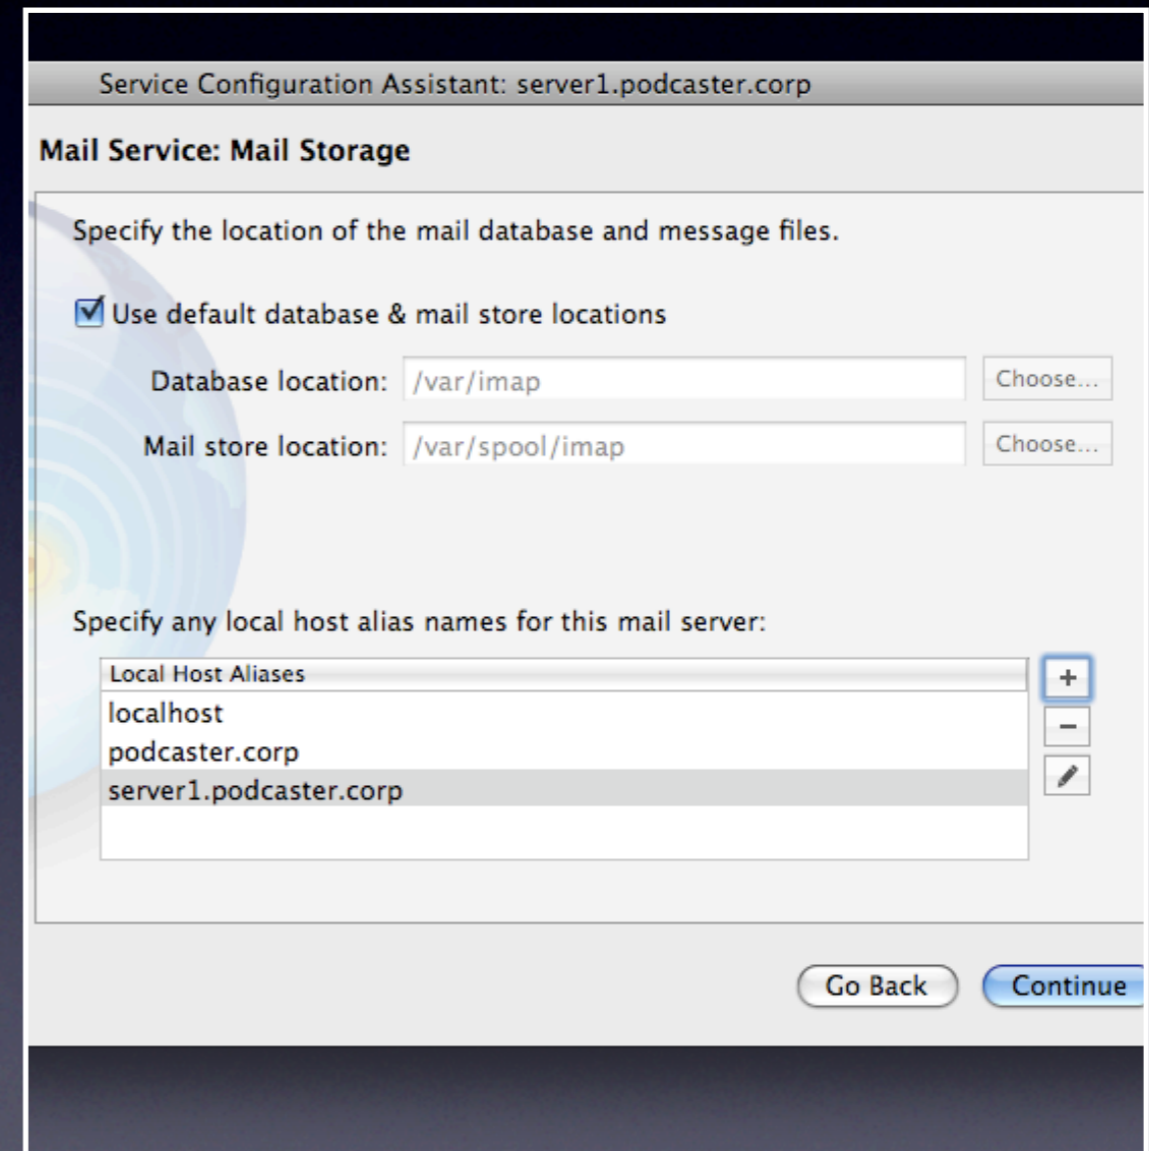 Service Configuration Assistant: server1.podcaster.corp
Mail Service: Mail Storage
Specify the location of the mail database and message files.
Use default database & mail store locations
Database location: /var/imap Choose...
Mail store location: /var/spool/imap Choose...
Specify any local host alias names for this mail server:
Local Host Aliases
localhost
podcaster.corp
server1.podcaster.corp
Go Back Continue